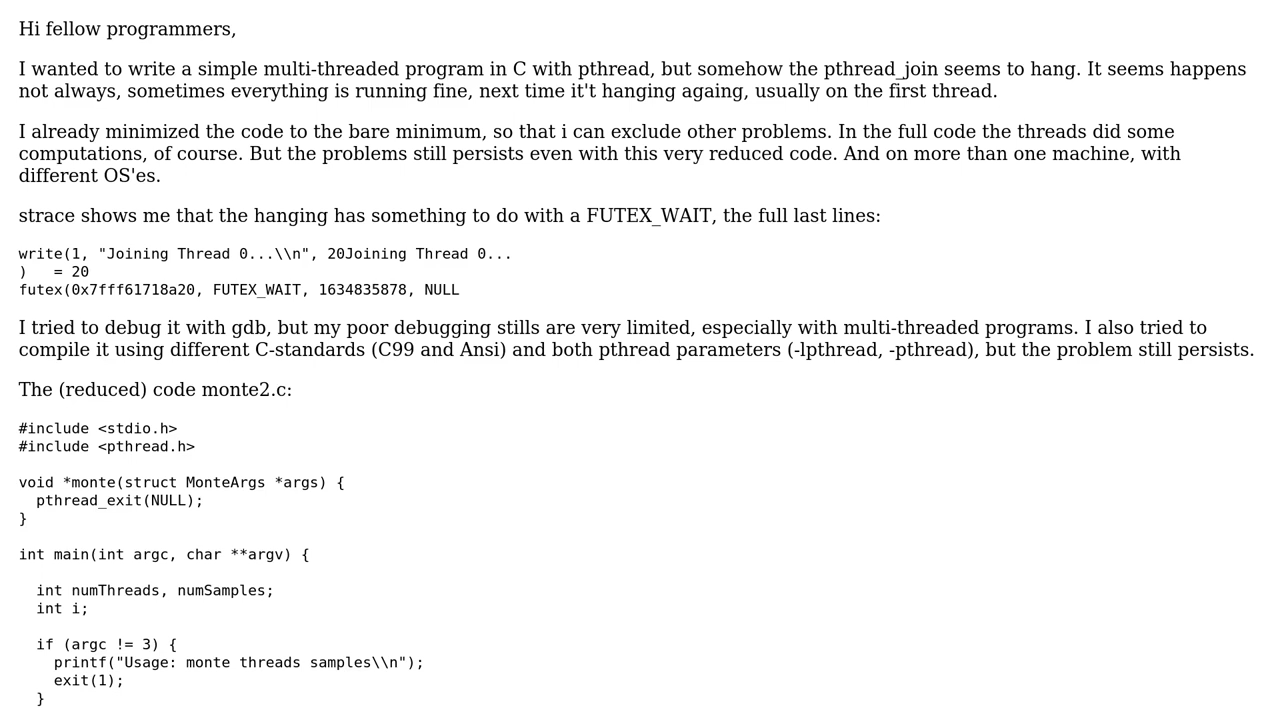 Hi fellow programmers,
I wanted to write a simple multi-threaded program in C with pthread, but somehow the pthread_join seems to hang. It seems happens
not always, sometimes everything is running fine, next time it't hanging againg, usually on the first thread.
I already minimized the code to the bare minimum, so that i can exclude other problems. In the full code the threads did some
computations, of course. But the problems still persists even with this very reduced code. And on more than one machine, with
different OS'es.
strace shows me that the hanging has something to do with a FUTEX_WAIT, the full last lines:
write(1, "Joining Thread 0...\\n", 20Joining Thread 0...
)   = 20
futex(0x7fff61718a20, FUTEX_WAIT, 1634835878, NULL
I tried to debug it with gdb, but my poor debugging stills are very limited, especially with multi-threaded programs. I also tried to
compile it using different C-standards (C99 and Ansi) and both pthread parameters (-lpthread, -pthread), but the problem still persists.
The (reduced) code monte2.c:
#include <stdio.h>
#include <pthread.h>
void *monte(struct MonteArgs *args) {
  pthread_exit(NULL);
}
int main(int argc, char **argv) {
  int numThreads, numSamples;
  int i;
  if (argc != 3) {
    printf("Usage: monte threads samples\\n");
    exit(1);
  }